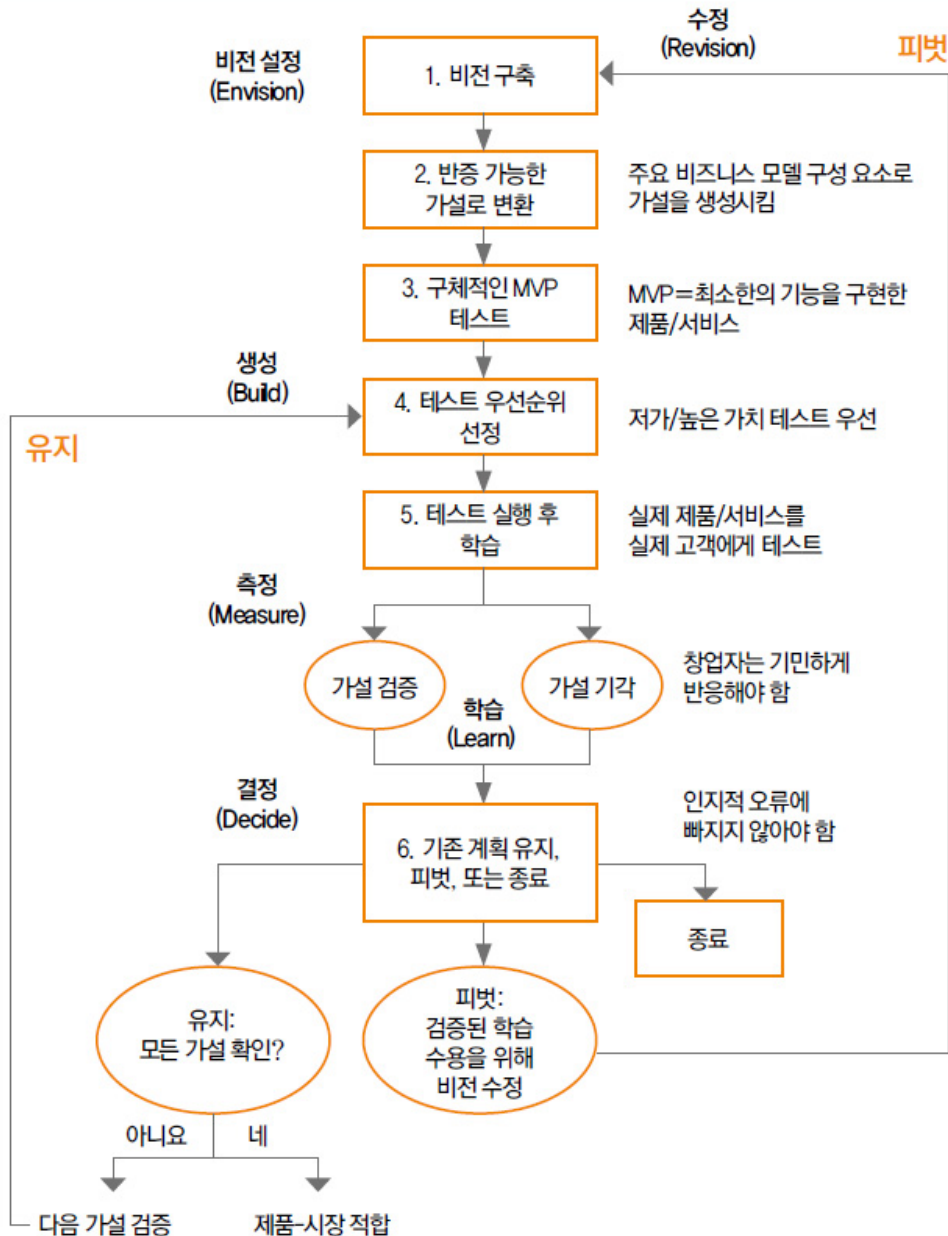 수정
(Revision)
피벗
비전 설정
(Envision)
1. 비전 구축
2. 반증 가능한
가설로 변환
주요 비즈니스 모델 구성 요소로
가설을 생성시킴
3. 구체적인 MVP
테스트
MVP=최소한의 기능을 구현한
제품/서비스
생성
(Build)
유지
4. 테스트 우선순위
선정
저가/높은 가치 테스트 우선
5. 테스트 실행 후
학습
실제 제품/서비스를
실제 고객에게 테스트
측정
(Measure)
가설 검증
가설 기각
창업자는 기민하게
반응해야 함
학습
(Learn)
결정
(Decide)
6. 기존 계획 유지,
피벗, 또는 종료
인지적 오류에
빠지지 않아야 함
종료
유지:
모든 가설 확인?
피벗:
검증된 학습
수용을 위해
비전 수정
아니요
네
다음 가설 검증
제품-시장 적합